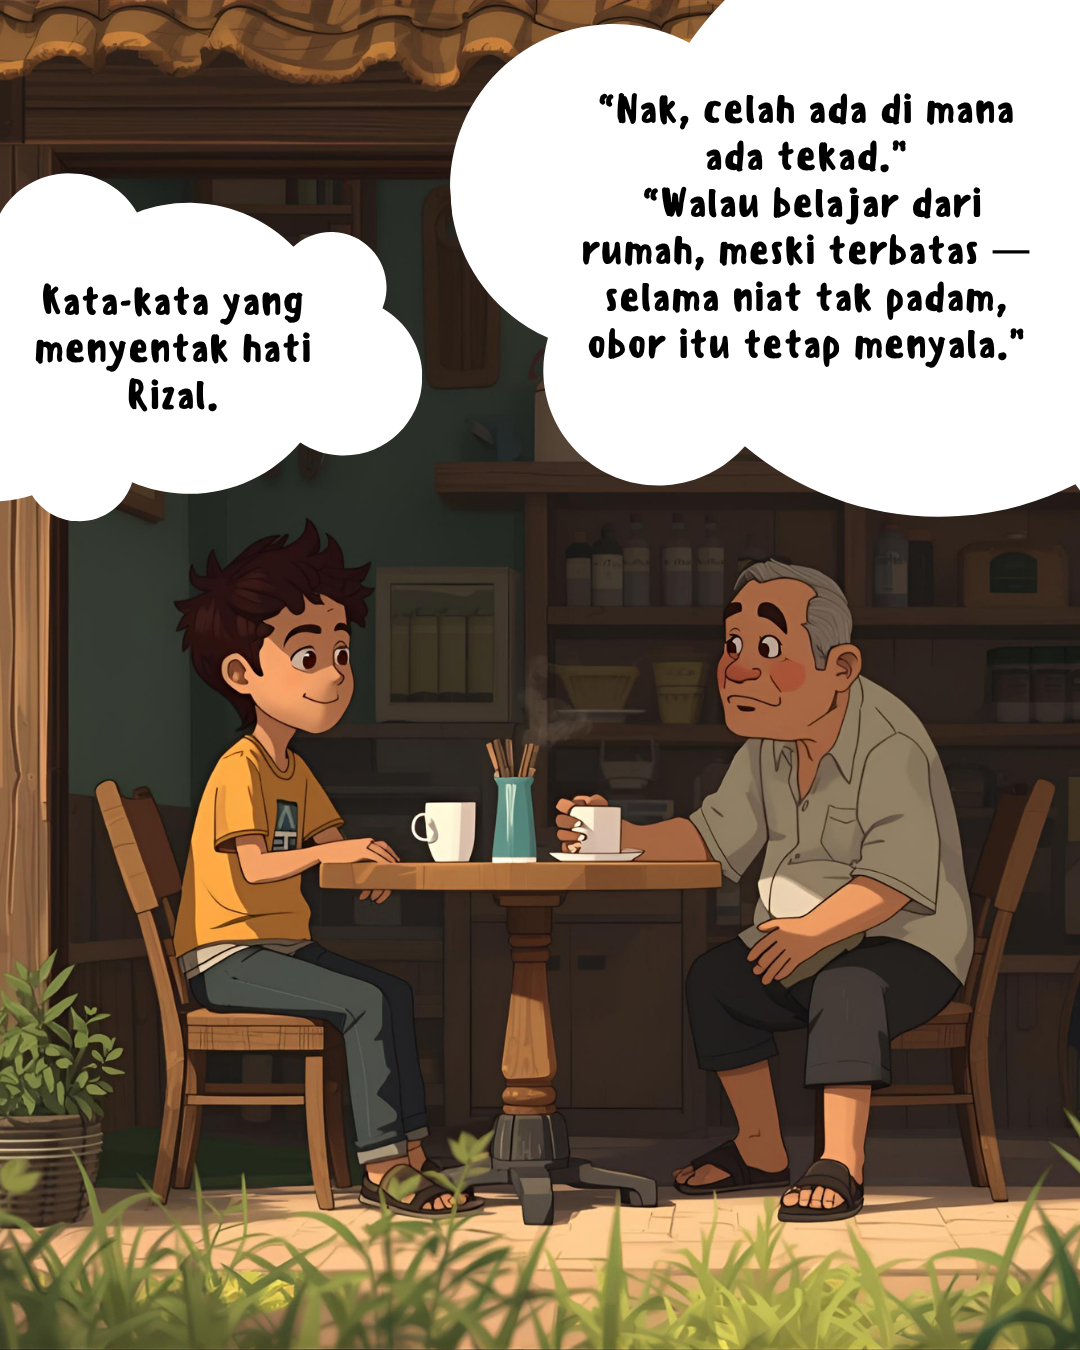 Kata-kata yang
menyentak hati
Rizal.
“Nak, celah ada di mana
ada tekad.”
“Walau belajar dari
rumah, meski terbatas —
selama niat tak padam,
obor itu tetap menyala.”